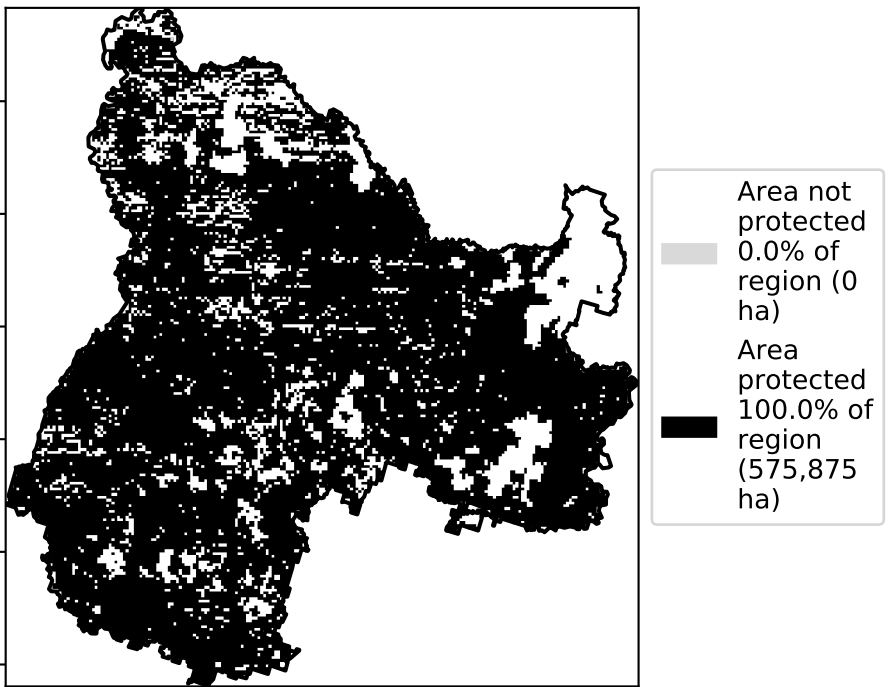 Area not
protected
0.0% of
region (0
ha)
Area
protected
100.0% of
region
(575,875
ha)